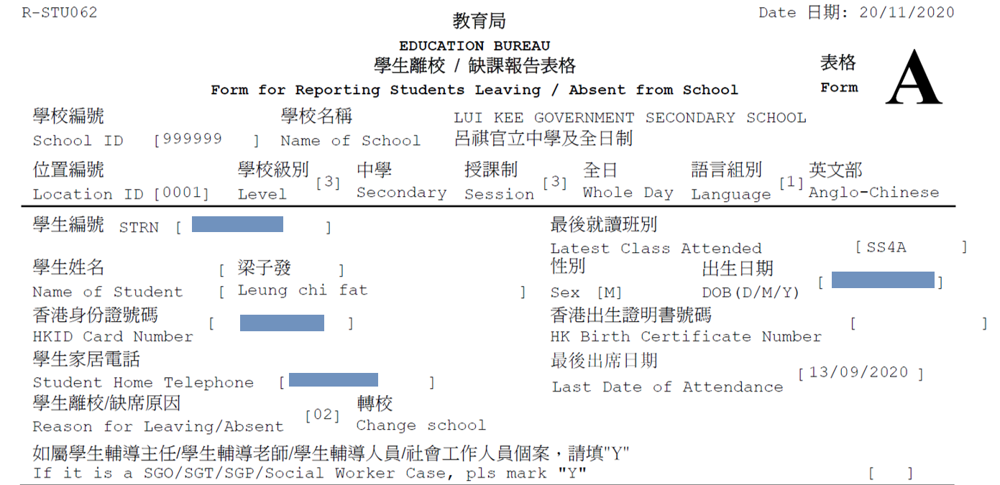 R-STU062 Date 日期: 20/11/2020
教育局
EDUCATION BUREAU
學生離校 / 缺課報告表格
Form for Reporting Students Leaving / Absent from School
表格
Form A
學校編號 學校名稱 LUI KEE GOVERNMENT SECONDARY SCHOOL
School ID [999999 ] Name of School 呂祺官立中學及全日制
位置編號 學校級別 中學 授課制 全日 語言組別 英文部
Location ID [0001] Level [3] Secondary Session [3] Whole Day Language [1] Anglo-Chinese
學生編號 STRN [ ] 最後就讀班別
Latest Class Attended [SS4A ]
學生姓名 [ 梁子發 ] 性別 出生日期
Name of Student [ Leung chi fat ] Sex [M] DOB(D/M/Y) [ ]
香港身份證號碼 香港出生證明書號碼
HKID Card Number [ ] HK Birth Certificate Number [ ]
學生家居電話 最後出席日期
Student Home Telephone [ ] Last Date of Attendance [13/09/2020 ]
學生離校/缺席原因 轉校
Reason for Leaving/Absent [02] Change school
如屬學生輔導主任/學生輔導老師/學生輔導人員/社會工作人員個案，請填"Y"
If it is a SGO/SGT/SGP/Social Worker Case, pls mark "Y" [ ]